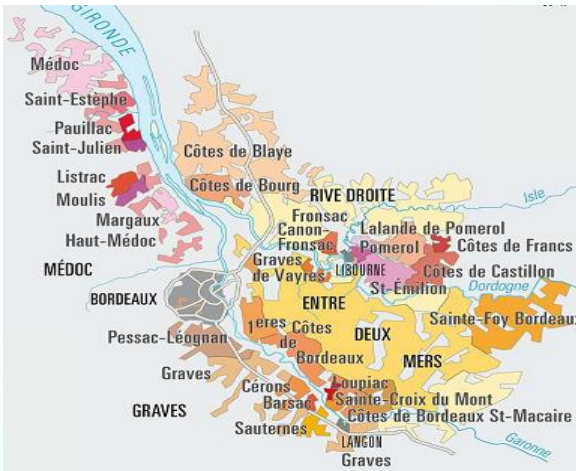 GIRONDE
Médoc
Saint-Estèphe
Pauillac
Saint-Julien
Listrac
Moulis
Margaux
Haut-Médoc
MÉDOC
BORDEAUX
Pessac-Léognan
Graves
GRAVES
Côtes de Blaye
Côtes de Bourg
RIVE DROITE
Isle
Fronsac
Canon-
Fronsac
Lalande de Pomerol
Pomerol
Côtes de Francs
Graves
de Vayres
LIBOURNE
Côtes de Castillon
St-Émilion
Dordogne
ENTRE
DEUX
MERS
Sainte-Foy Bordeaux
1eres Côtes
de
Bordeaux
Cérons
Barsac
Sauternes
Loupiac
Sainte-Croix du Mont
Côtes de Bordeaux St-Macaire
LANGON
Graves
Garonne